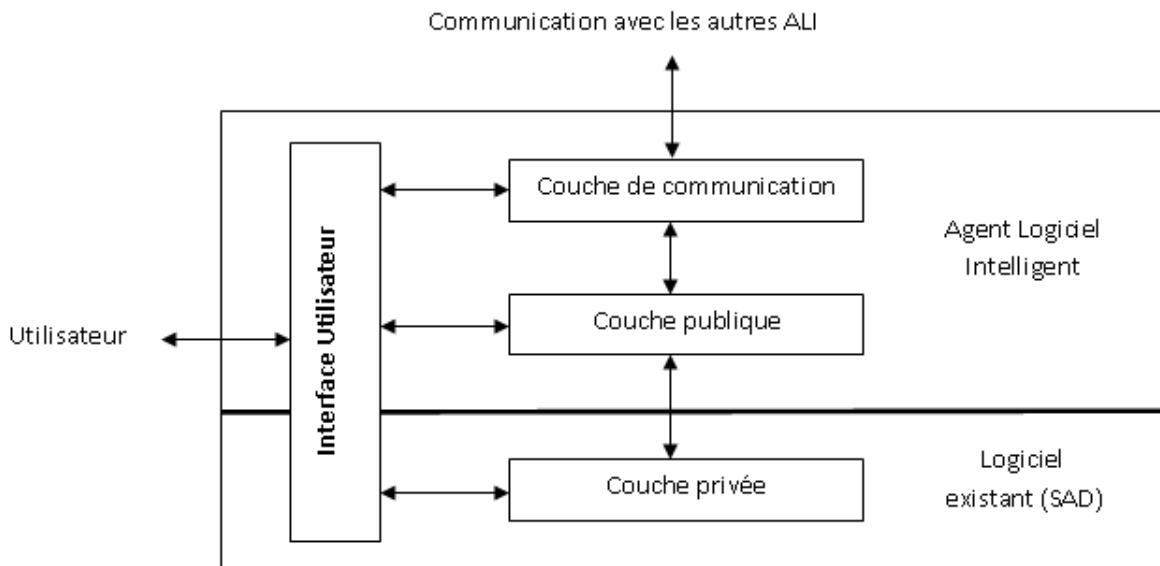 Communication avec les autres ALI
Couche de communication
Agent Logiciel
Intelligent
Interface Utilisateur
Couche publique
Utilisateur
Logiciel
existant (SAD)
Couche privée